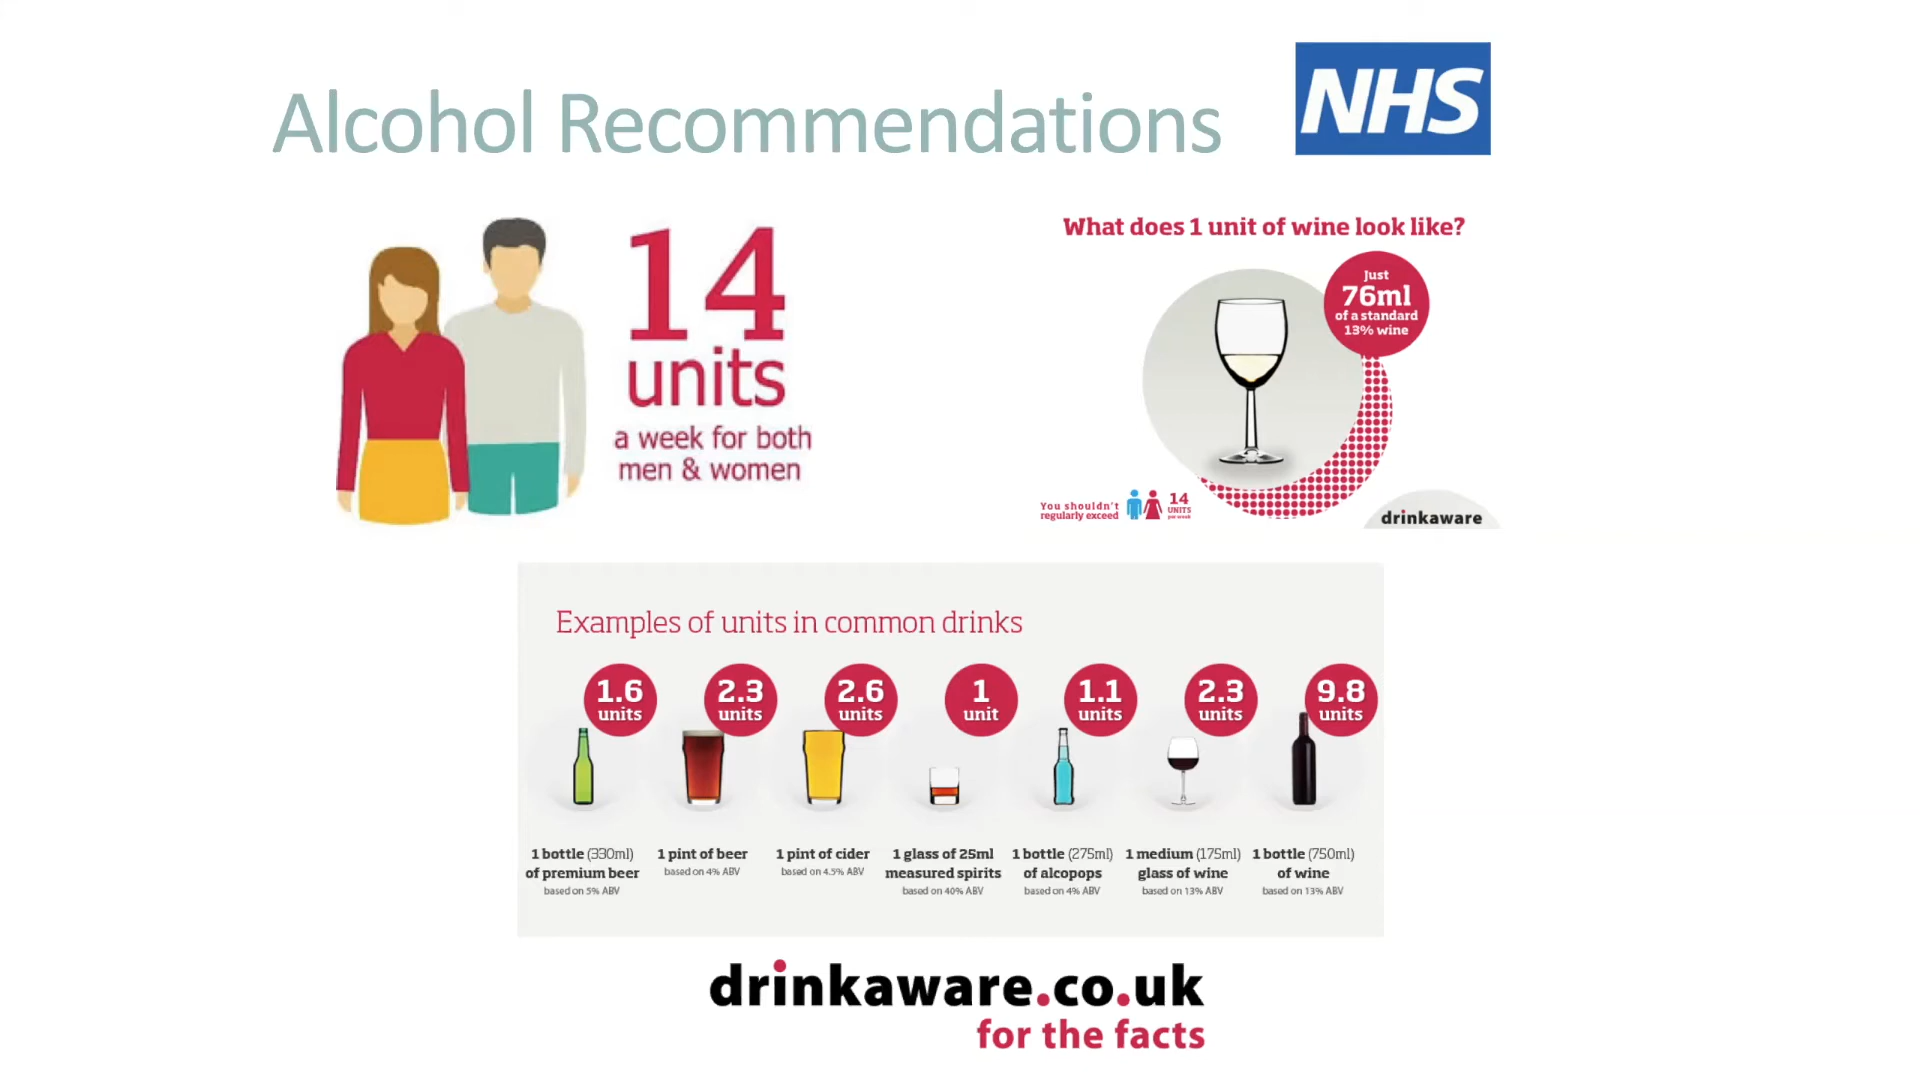 Alcohol Recommendations
NHS
14
units
a week for both
men & women
What does 1 unit of wine look like?
Just
76ml
of a standard
13% wine
You shouldn't
regularly exceed
14
UNITS
per week
drinkaware
Examples of units in common drinks
1.6
units
2.3
units
2.6
units
1
unit
1.1
units
2.3
units
9.8
units
1 bottle (330ml)
of premium beer
based on 5% ABV
1 pint of beer
based on 4% ABV
1 pint of cider
based on 4.5% ABV
1 glass of 25ml
measured spirits
based on 40% ABV
1 bottle (275ml)
of alcopops
based on 4% ABV
1 medium (175ml)
glass of wine
based on 13% ABV
1 bottle (750ml)
of wine
based on 13% ABV
drinkaware.co.uk
for the facts